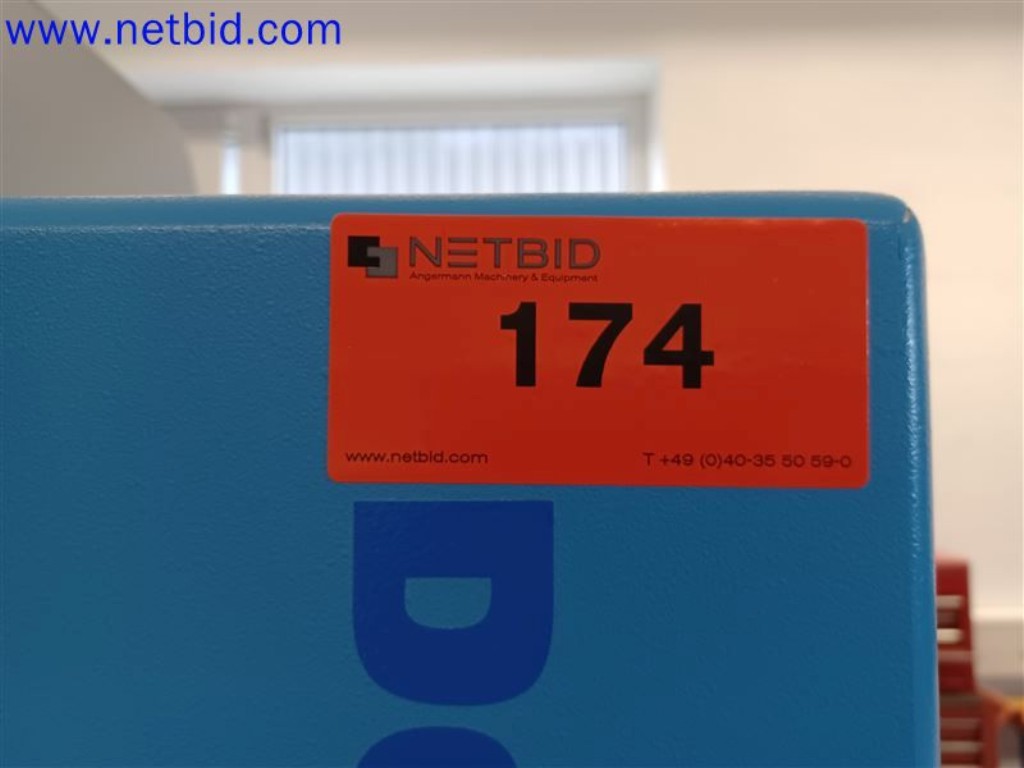 www.netbid.com
NETBID
Angermann Machinery & Equipment
174
www.netbid.com
T +49 (0)40-35 50 59-0
D